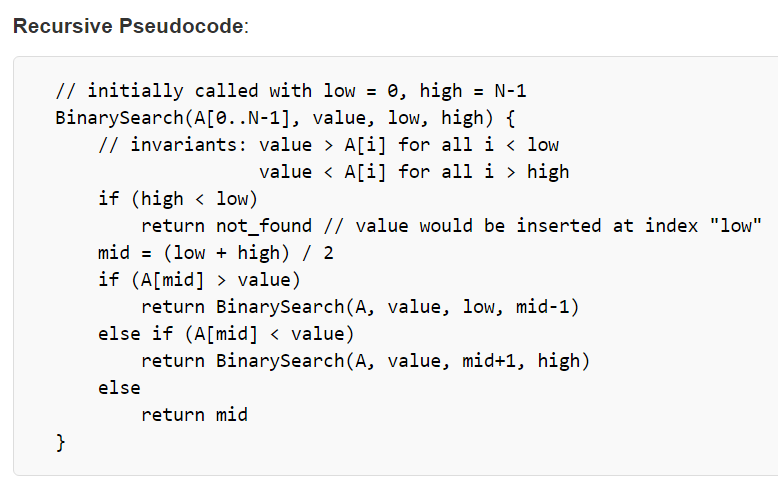 Recursive Pseudocode:
// initially called with low = 0, high = N-1
BinarySearch(A[0..N-1], value, low, high) {
    // invariants: value > A[i] for all i < low
                   value < A[i] for all i > high
    if (high < low)
        return not_found // value would be inserted at index "low"
    mid = (low + high) / 2
    if (A[mid] > value)
        return BinarySearch(A, value, low, mid-1)
    else if (A[mid] < value)
        return BinarySearch(A, value, mid+1, high)
    else
        return mid
}